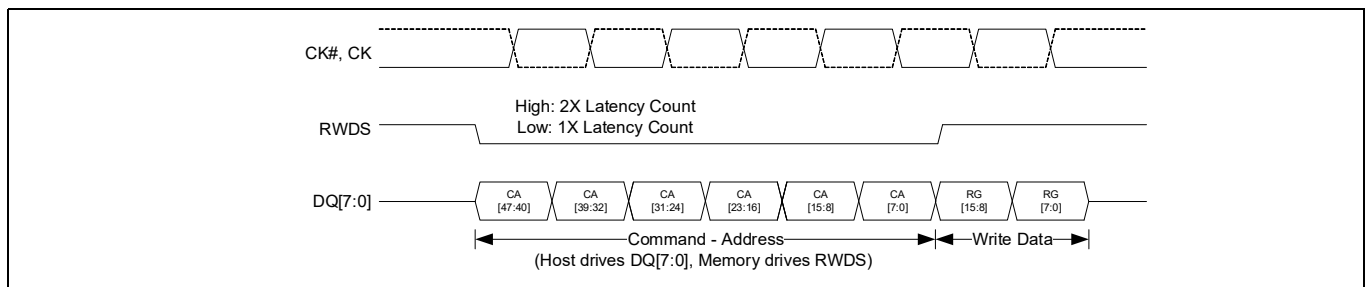 CK#, CK
High: 2X Latency Count
RWDS
Low: 1X Latency Count
DQ[7:0]
CA [47:40] CA [39:32] CA [31:24] CA [23:16] CA [15:8] CA [7:0] RG [15:8] RG [7:0]
Command - Address
Write Data
(Host drives DQ[7:0], Memory drives RWDS)